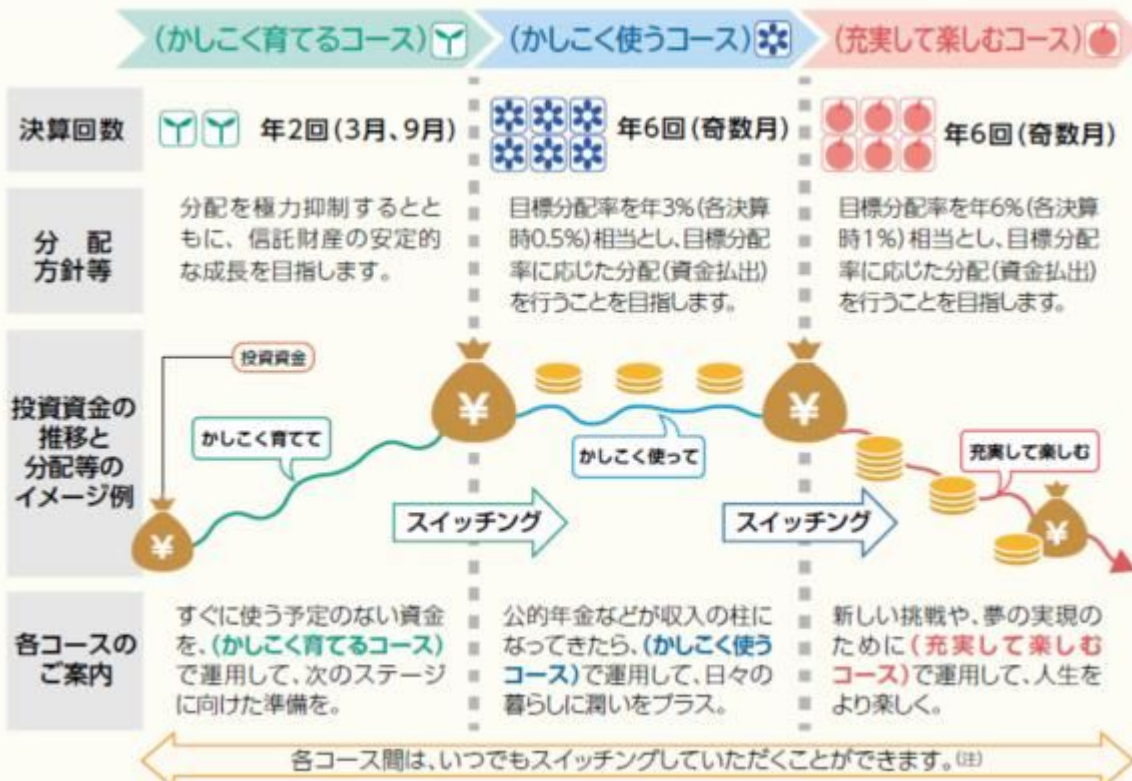 (かしこく育てるコース)
(かしこく使うコース)
(充実して楽しむコース)
決算回数
年2回(3月、9月)
年6回(奇数月)
年6回(奇数月)
分 配
方針等
分配を極力抑制するとと
もに、信託財産の安定的
な成長を目指します。
目標分配率を年3%(各決算
時0.5%)相当とし、目標分配
率に応じた分配(資金払出)
を行うことを目指します。
目標分配率を年6%(各決算
時1%)相当とし、目標分配
率に応じた分配(資金払出)
を行うことを目指します。
投資資金の
推移と
分配等の
イメージ例
投資資金
¥
かしこく育てて
¥
かしこく使って
¥
充実して楽しむ
¥
スイッチング
スイッチング
各コースの
ご案内
すぐに使う予定のない資金
を、(かしこく育てるコース)
で運用して、次のステージ
に向けた準備を。
公的年金などが収入の柱に
なってきたら、(かしこく使う
コース)で運用して、日々の
暮らしに潤いをプラス。
新しい挑戦や、夢の実現の
ために(充実して楽しむ
コース)で運用して、人生を
より楽しく。
各コース間は、いつでもスイッチングしていただくことができます。(注)